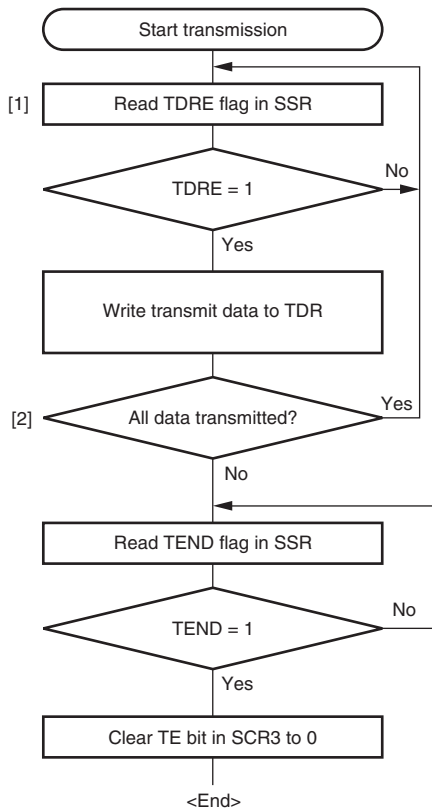 Start transmission
[1]
Read TDRE flag in SSR
TDRE = 1
No
Yes
Write transmit data to TDR
[2]
All data transmitted?
Yes
No
Read TEND flag in SSR
TEND = 1
No
Yes
Clear TE bit in SCR3 to 0
<End>